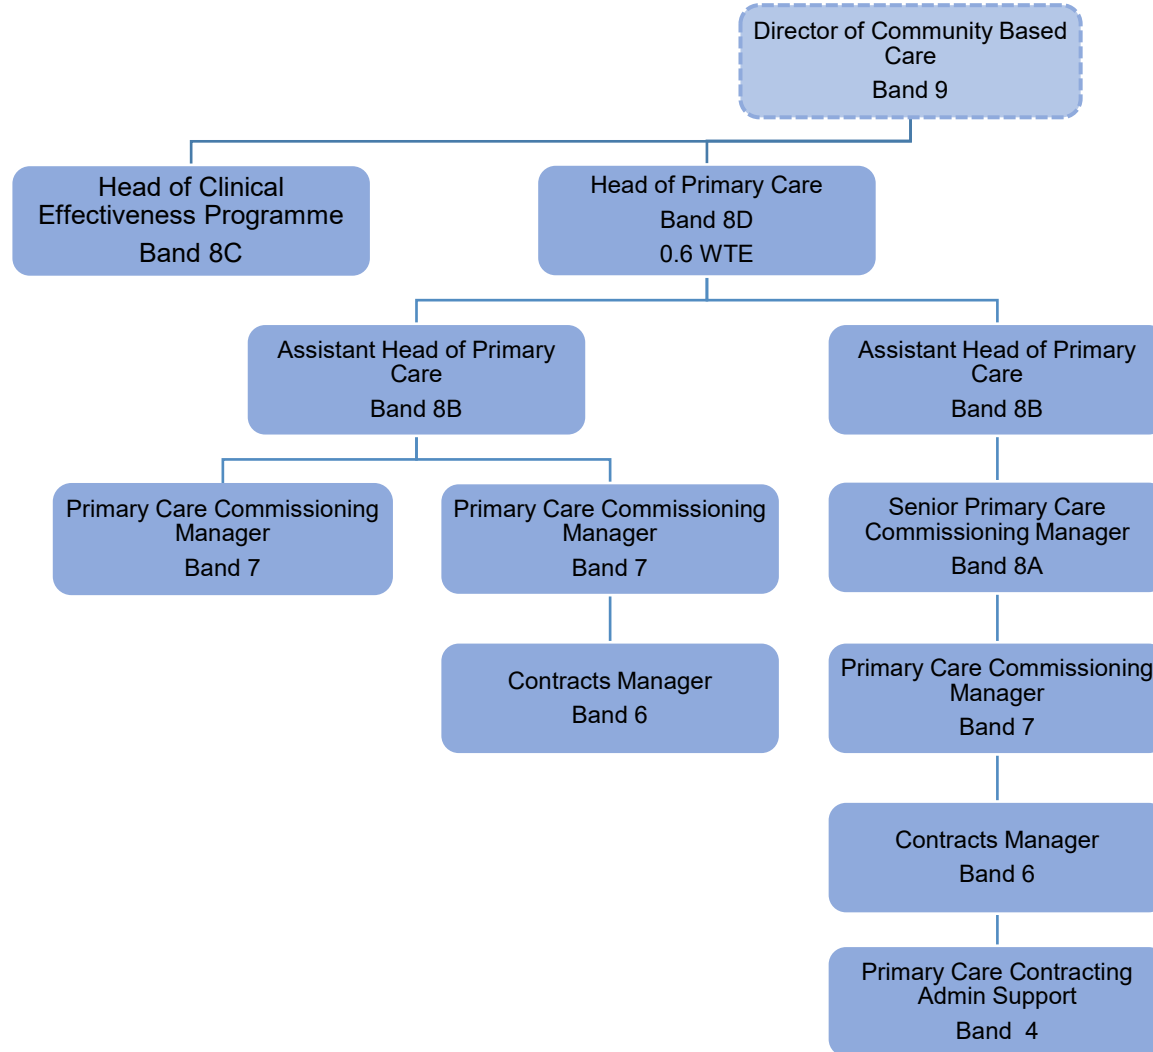 Director of Community Based
Care
Band 9
Head of Clinical
Effectiveness Programme
Band 8C
Head of Primary Care
Band 8D
0.6 WTE
Assistant Head of Primary
Care
Band 8B
Assistant Head of Primary
Care
Band 8B
Primary Care Commissioning
Manager
Band 7
Primary Care Commissioning
Manager
Band 7
Senior Primary Care
Commissioning Manager
Band 8A
Contracts Manager
Band 6
Primary Care Commissioning
Manager
Band 7
Contracts Manager
Band 6
Primary Care Contracting
Admin Support
Band  4